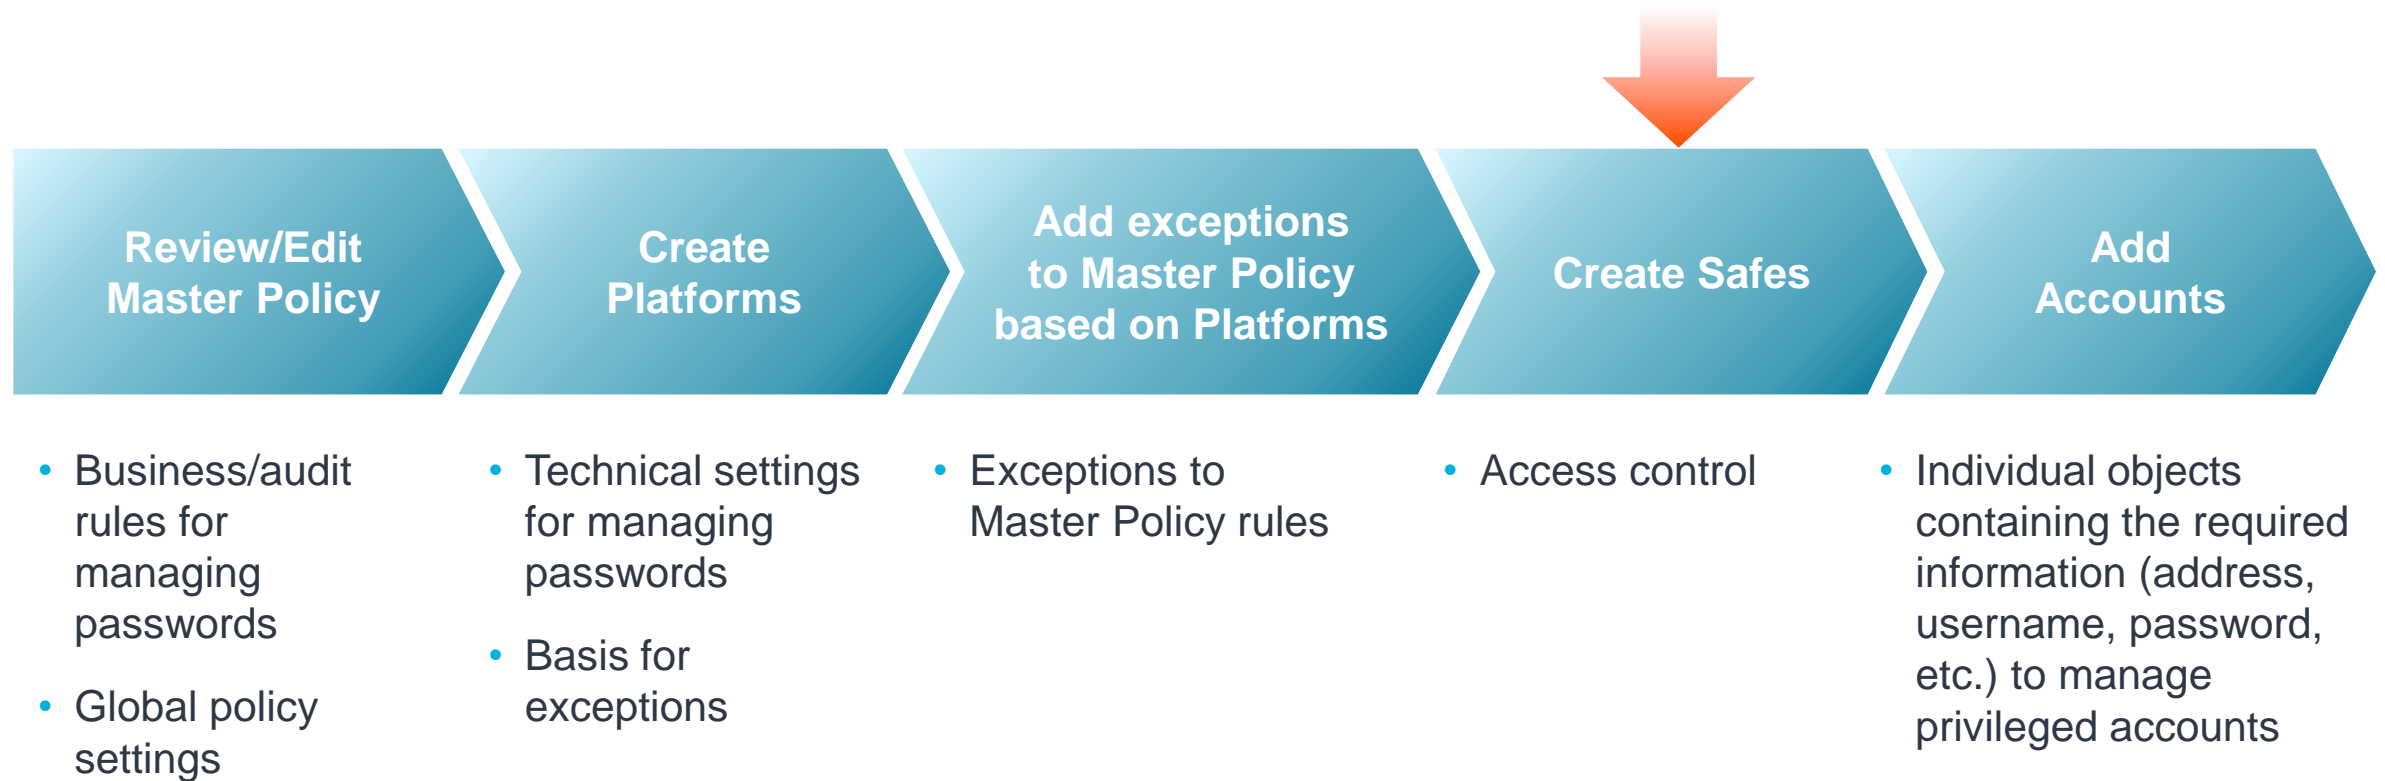 Review/Edit
Master Policy
Create
Platforms
Add exceptions
to Master Policy
based on Platforms
Create Safes
Add
Accounts
• Business/audit
rules for
managing
passwords
• Global policy
settings
• Technical settings
for managing
passwords
• Basis for
exceptions
• Exceptions to
Master Policy rules
• Access control
• Individual objects
containing the required
information (address,
username, password,
etc.) to manage
privileged accounts